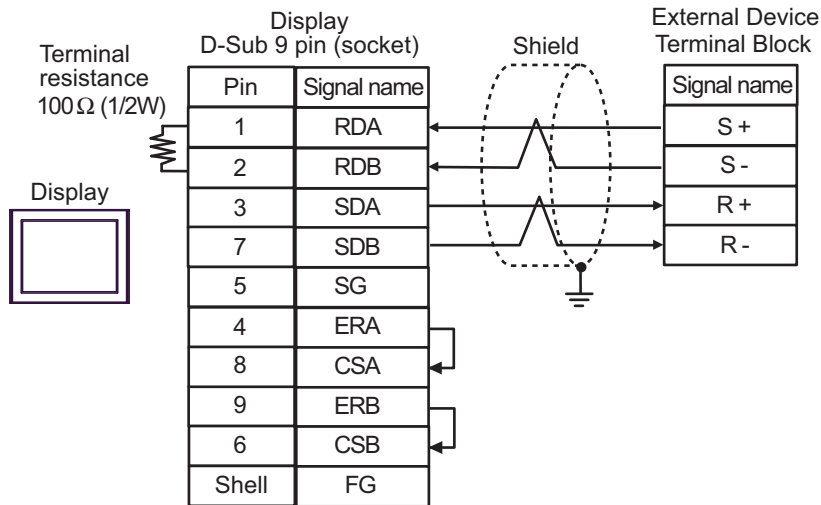 Display
D-Sub 9 pin (socket)
Shield
External Device
Terminal Block
Terminal
resistance
100Ω (1/2W)
Pin Signal name
Signal name
1 RDA
S +
2 RDB
S -
Display
3 SDA
R +
7 SDB
R -
5 SG
4 ERA
8 CSA
9 ERB
6 CSB
Shell FG